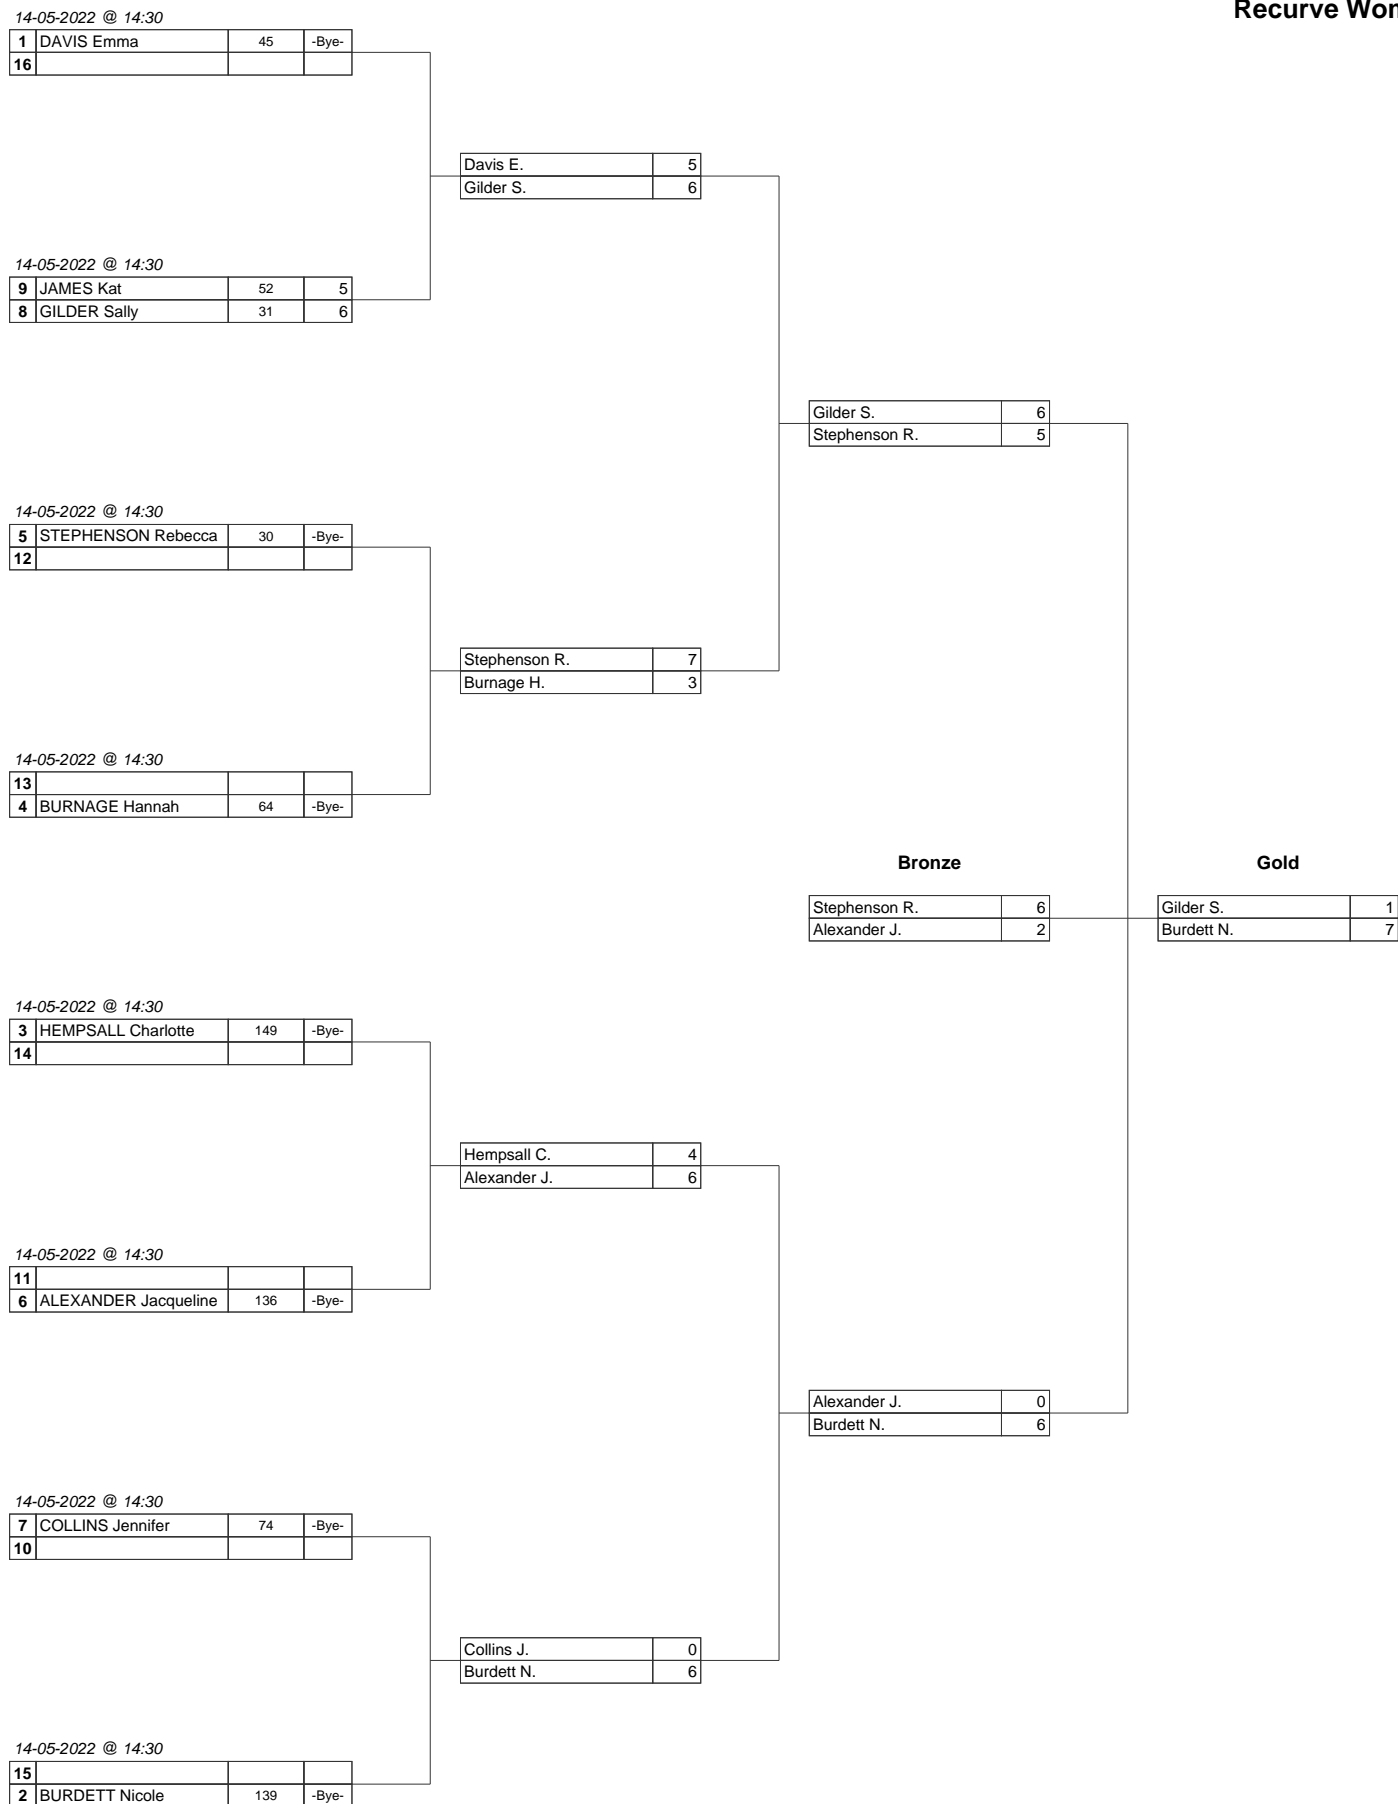 Recurve
14-05-2022 @ 14:30
1 DAVIS Emma 45 -Bye-
16
Davis E. 5
Gilder S. 6
14-05-2022 @ 14:30
9 JAMES Kat 52 5
8 GILDER Sally 31 6
Gilder S. 6
Stephenson R. 5
14-05-2022 @ 14:30
5 STEPHENSON Rebecca 30 -Bye-
12
Stephenson R. 7
Burnage H. 3
14-05-2022 @ 14:30
13
4 BURNAGE Hannah 64 -Bye-
Bronze Gold
Stephenson R. 6 Gilder S. 1
Alexander J. 2 Burdett N. 7
14-05-2022 @ 14:30
3 HEMPSALL Charlotte 149 -Bye-
14
Hempsall C. 4
Alexander J. 6
14-05-2022 @ 14:30
11
6 ALEXANDER Jacqueline 136 -Bye-
Alexander J. 0
Burdett N. 6
14-05-2022 @ 14:30
7 COLLINS Jennifer 74 -Bye-
10
Collins J. 0
Burdett N. 6
14-05-2022 @ 14:30
15
2 BURDETT Nicole 139 -Bye-